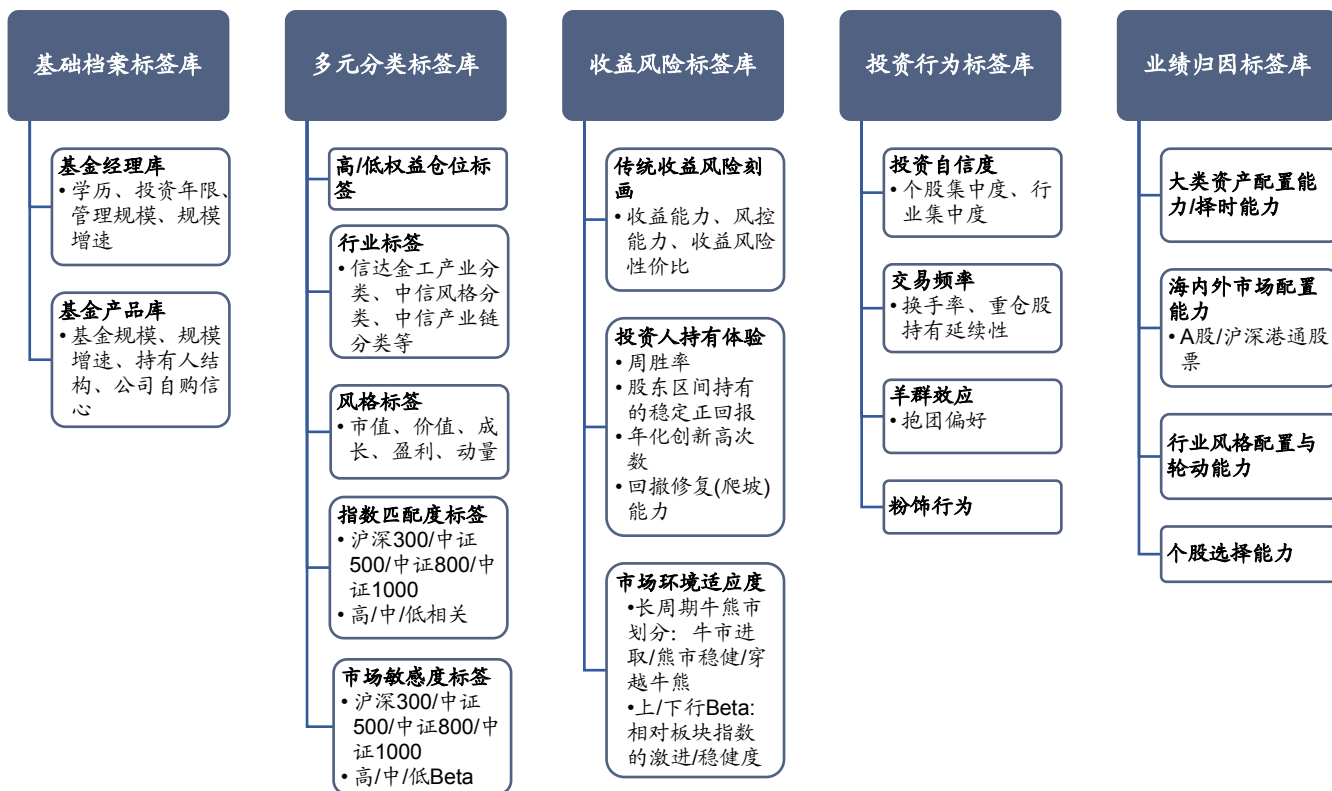 基础档案标签库
基金经理库
• 学历、投资年限、
管理规模、规模
增速
基金产品库
• 基金规模、规模
增速、持有人结
构、公司自购信
心
多元分类标签库
高/低权益仓位标
签
行业标签
• 信达金工产业分
类、中信风格分
类、中信产业链
分类等
风格标签
• 市值、价值、成
长、盈利、动量
指数匹配度标签
• 沪深300/中证
500/中证800/中
证1000
• 高/中/低相关
市场敏感度标签
• 沪深300/中证
500/中证800/中
证1000
• 高/中/低Beta
收益风险标签库
传统收益风险刻
画
• 收益能力、风控
能力、收益风险
性价比
投资人持有体验
• 周胜率
• 股东区间持有
的稳定正回报
• 年化创新高次
数
• 回撤修复(爬坡)
能力
市场环境适应度
•长周期牛熊市
划分：牛市进
取/熊市稳健/穿
越牛熊
•上/下行Beta:
相对板块指数
的激进/稳健度
投资行为标签库
投资自信度
• 个股集中度、行
业集中度
交易频率
• 换手率、重仓股
持有延续性
羊群效应
• 抱团偏好
粉饰行为
业绩归因标签库
大类资产配置能
力/择时能力
海内外市场配置
能力
• A股/沪深港通股
票
行业风格配置与
轮动能力
个股选择能力